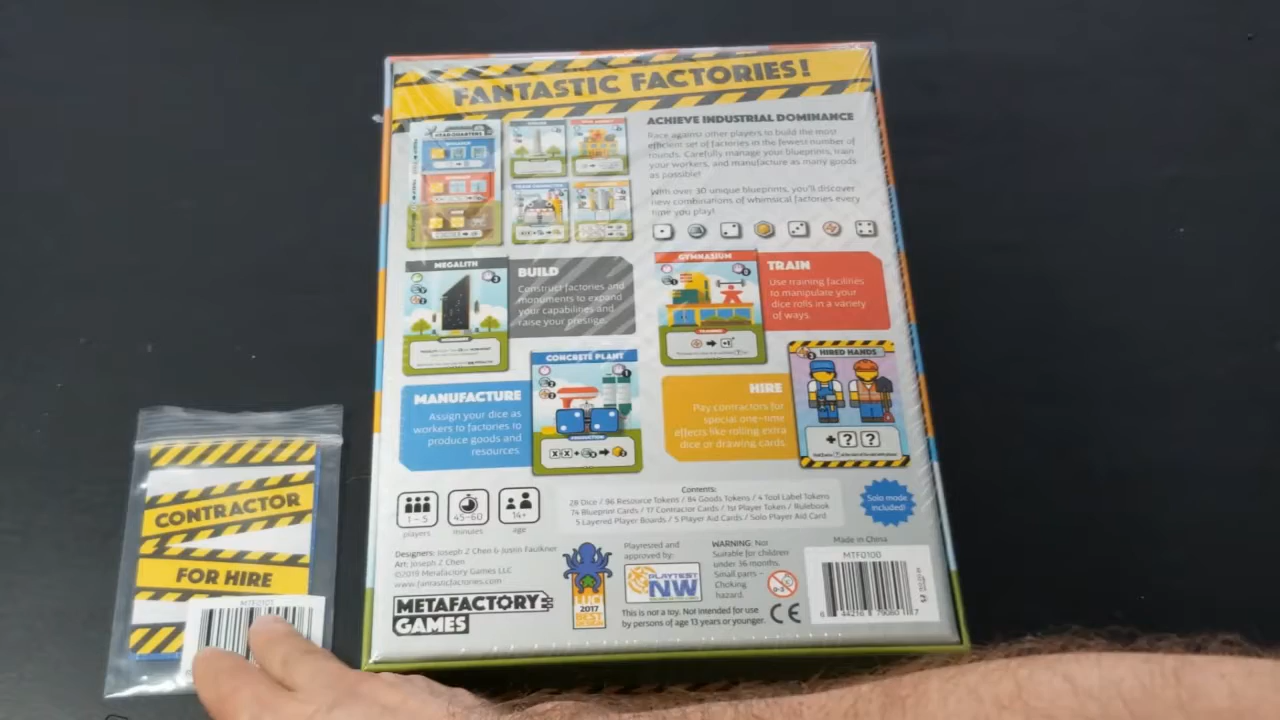 FANTASTIC FACTORIES!
HEADQUARTERS
ACHIEVE INDUSTRIAL DOMINANCE
Race against other players to build the most
efficient set of factories in the fewest number of
rounds. Carefully manage your blueprints, train
your workers, and manufacture as many goods
as possible!
With over 30 unique blueprints, you'll discover
new combinations of whimsical factories every
time you play!
MEGALITH
BUILD
Construct factories and
monuments to expand
your capabilities and
raise your prestige.
GYMNASIUM
TRAINING
TRAIN
Use training facilities
to manipulate your
dice rolls in a variety
of ways.
MANUFACTURE
Assign your dice as
workers to factories to
produce goods and
resources.
CONCRETE PLANT
PRODUCTION
HIRE
Pay contractors for
special one-time
effects like rolling extra
dice or drawing cards.
HIRED HANDS
+ ? ?
1 - 5
players
45-60
minutes
14+
age
Contents:
28 Dice / 96 Resource Tokens / 84 Goods Tokens / 4 Tool Label Tokens
74 Blueprint Cards / 17 Contractor Cards / 1st Player Token / Rulebook
5 Layered Player Boards / 5 Player Aid Cards / Solo Player Aid Card
Solo mode
included!
Designers: Joseph Z Chen & Justin Faulkner
Art: Joseph Z Chen
©2019 Metafactory Games LLC
www.fantasticfactories.com
METAFACTORY
GAMES
2017
BEST
Playtested and
approved by:
PLAYTEST
NW
WARNING: Not
Suitable for children
under 36 months.
Small parts –
Choking
hazard.
0-3
CE
This is not a toy. Not intended for use
by persons of age 13 years or younger.
Made in China
MTF0100
CONTRACTOR
FOR HIRE